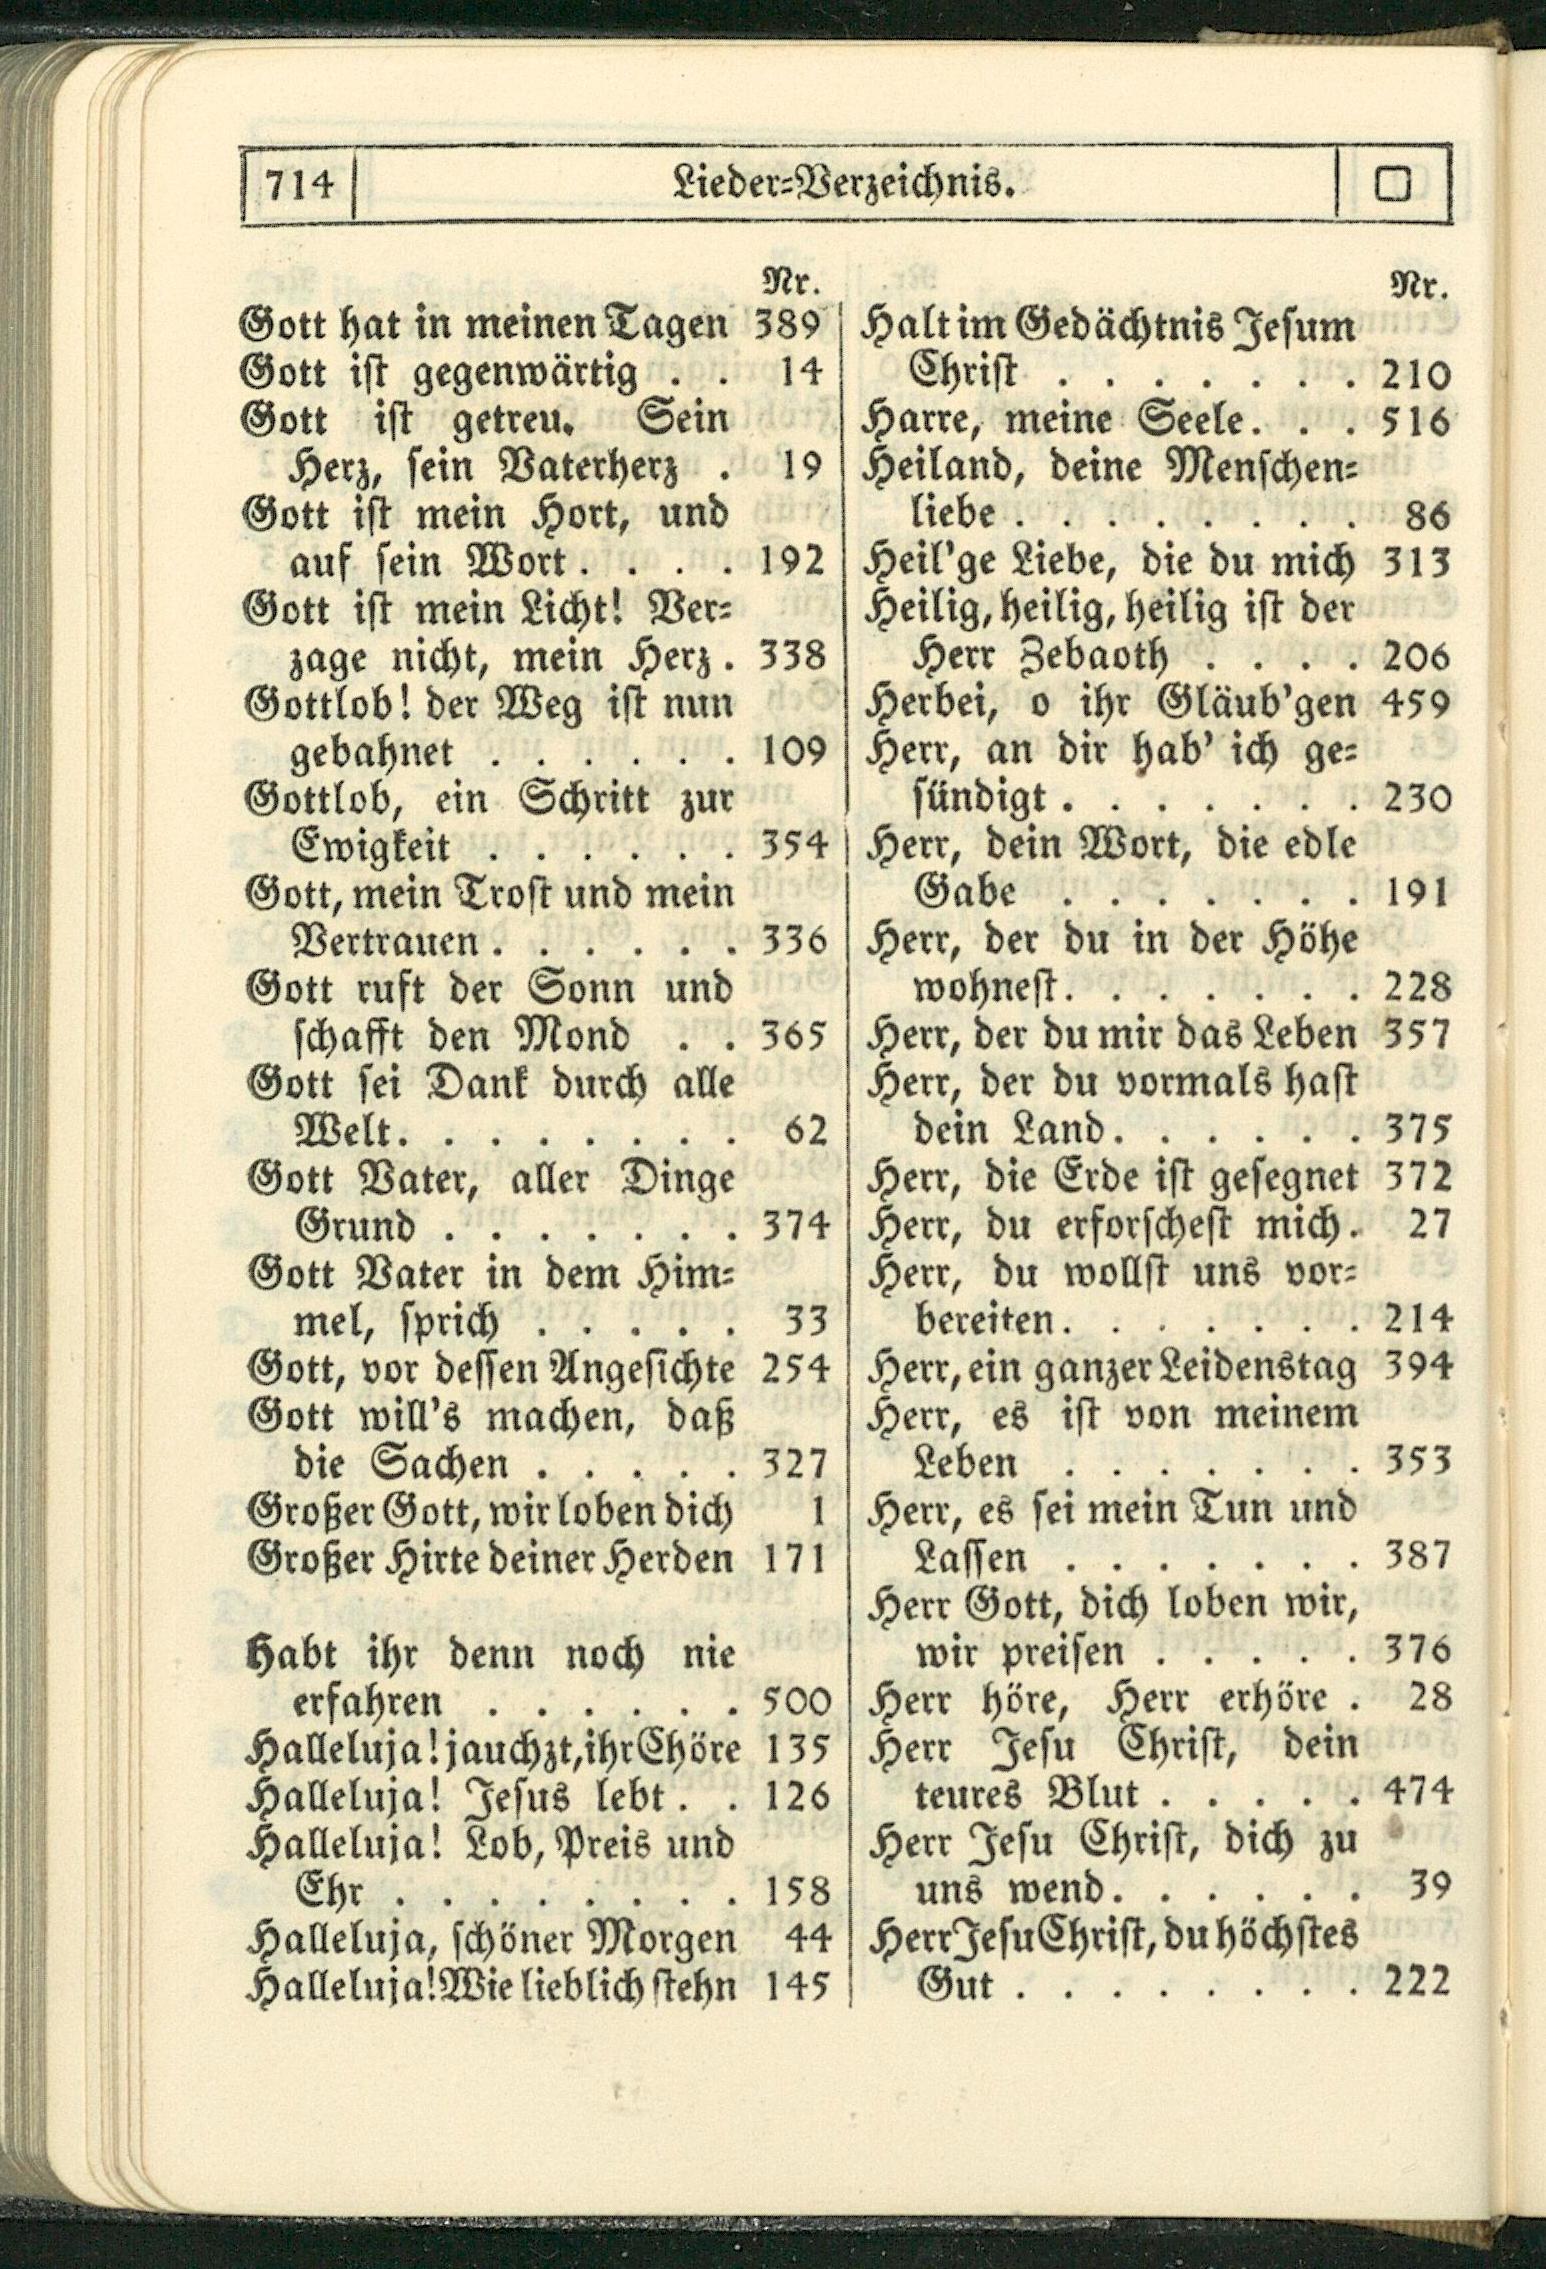 714
Lieder-Verzeichnis.
Nr.
Gott hat in meinen Tagen 389
Gott ist gegenwärtig . . 14
Gott ist getreu. Sein
Herz, sein Vaterherz . 19
Gott ist mein Hort, und
auf sein Wort. . . . 192
Gott ist mein Licht! Ver-
zage nicht, mein Herz . 338
Gottlob! der Weg ist nun
gebahnet . . . . . . 109
Gottlob, ein Schritt zur
Ewigkeit . . . . . . 354
Gott, mein Trost und mein
Vertrauen. . . . . . 336
Gott ruft der Sonn und
schafft den Mond . . 365
Gott sei Dank durch alle
Welt. . . . . . . . 62
Gott Vater, aller Dinge
Grund . . . . . . . 374
Gott Vater in dem Him-
mel, sprich . . . . . 33
Gott, vor dessen Angesichte 254
Gott will's machen, daß
die Sachen . . . . . 327
Großer Gott, wir loben dich 1
Großer Hirte deiner Herden 171
Habt ihr denn noch nie
erfahren . . . . . . 500
Halleluja! jauchzt, ihr Chöre 135
Halleluja! Jesus lebt . . 126
Halleluja! Lob, Preis und
Ehr . . . . . . . . 158
Halleluja, schöner Morgen 44
Halleluja! Wie lieblich stehn 145
Nr.
Halt im Gedächtnis Jesum
Christ . . . . . . . 210
Harre, meine Seele. . . 516
Heiland, deine Menschen-
liebe . . . . . . . . 86
Heil'ge Liebe, die du mich 313
Heilig, heilig, heilig ist der
Herr Zebaoth . . . . 206
Herbei, o ihr Gläub'gen 459
Herr, an dir hab' ich ge-
sündigt . . . . . . . 230
Herr, dein Wort, die edle
Gabe . . . . . . . 191
Herr, der du in der Höhe
wohnest. . . . . . . 228
Herr, der du mir das Leben 357
Herr, der du vormals hast
dein Land. . . . . . 375
Herr, die Erde ist gesegnet 372
Herr, du erforschest mich. 27
Herr, du wollst uns vor-
bereiten. . . . . . . 214
Herr, ein ganzer Leidenstag 394
Herr, es ist von meinem
Leben . . . . . . . 353
Herr, es sei mein Tun und
Lassen . . . . . . . 387
Herr Gott, dich loben wir,
wir preisen . . . . . 376
Herr höre, Herr erhöre . 28
Herr Jesu Christ, dein
teures Blut . . . . . 474
Herr Jesu Christ, dich zu
uns wend. . . . . . 39
Herr Jesu Christ, du höchstes
Gut . . . . . . . . 222